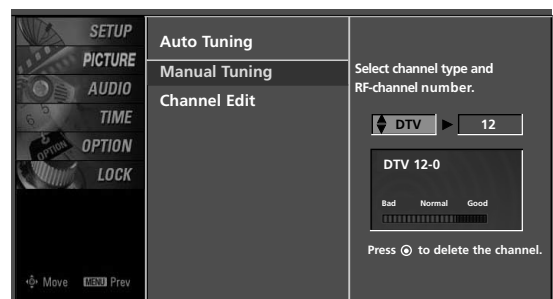 SETUP
PICTURE
AUDIO
TIME
OPTION
LOCK
Move MENU Prev
Auto Tuning
Manual Tuning
Channel Edit
Select channel type and
RF-channel number.
DTV 12
DTV 12-0
Bad Normal Good
Press to delete the channel.